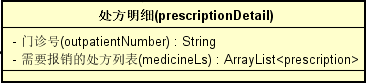 处方明细(prescriptionDetail)
- 门诊号(outpatientNumber) : String
- 需要报销的处方列表(medicineLs) : ArrayList<prescription>